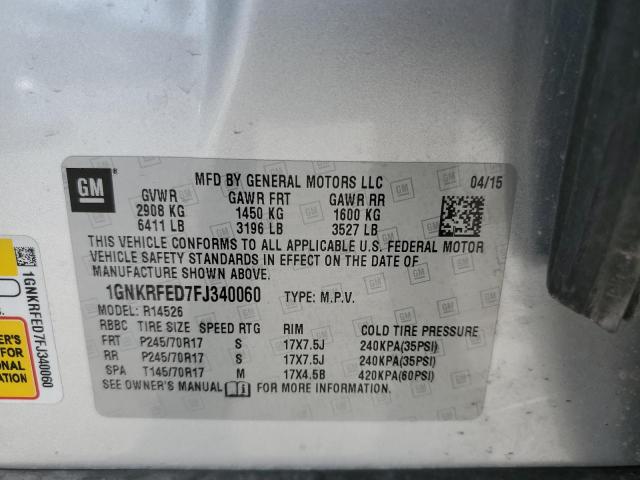 GM
MFD BY GENERAL MOTORS LLC 04/15
GVWR GAWR FRT GAWR RR
2908 KG 1450 KG 1600 KG
6411 LB 3196 LB 3527 LB
THIS VEHICLE CONFORMS TO ALL APPLICABLE U.S. FEDERAL MOTOR
VEHICLE SAFETY STANDARDS IN EFFECT ON THE DATE OF
MANUFACTURE SHOWN ABOVE.
1GNKRFED7FJ340060 TYPE: M.P.V.
MODEL: R14526
RBBC TIRE SIZE SPEED RTG RIM COLD TIRE PRESSURE
FRT P245/70R17 S 17X7.5J 240KPA(35PSI)
RR P245/70R17 S 17X7.5J 240KPA(35PSI)
SPA T145/70R17 M 17X4.5B 420KPA(60PSI)
SEE OWNER'S MANUAL FOR MORE INFORMATION.
1GNKRFED7FJ340060